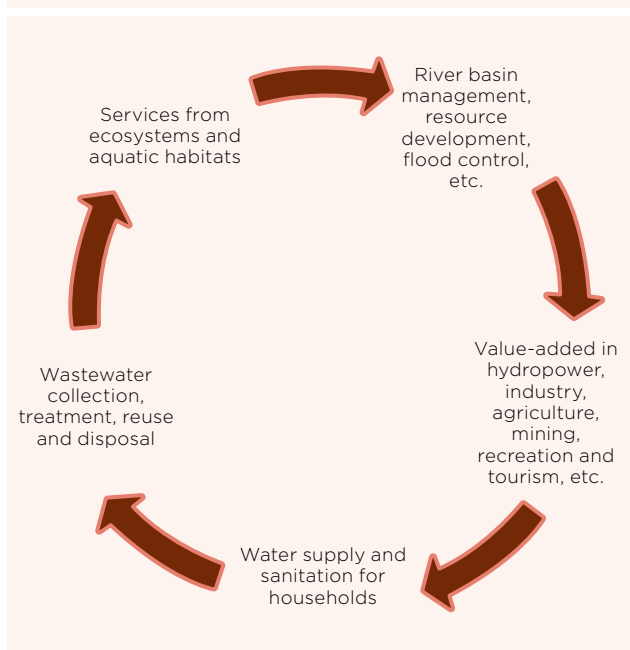 Services from
ecosystems and
aquatic habitats
River basin
management,
resource
development,
flood control,
etc.
Value-added in
hydropower,
industry,
agriculture,
mining,
recreation and
tourism, etc.
Water supply and
sanitation for
households
Wastewater
collection,
treatment, reuse
and disposal